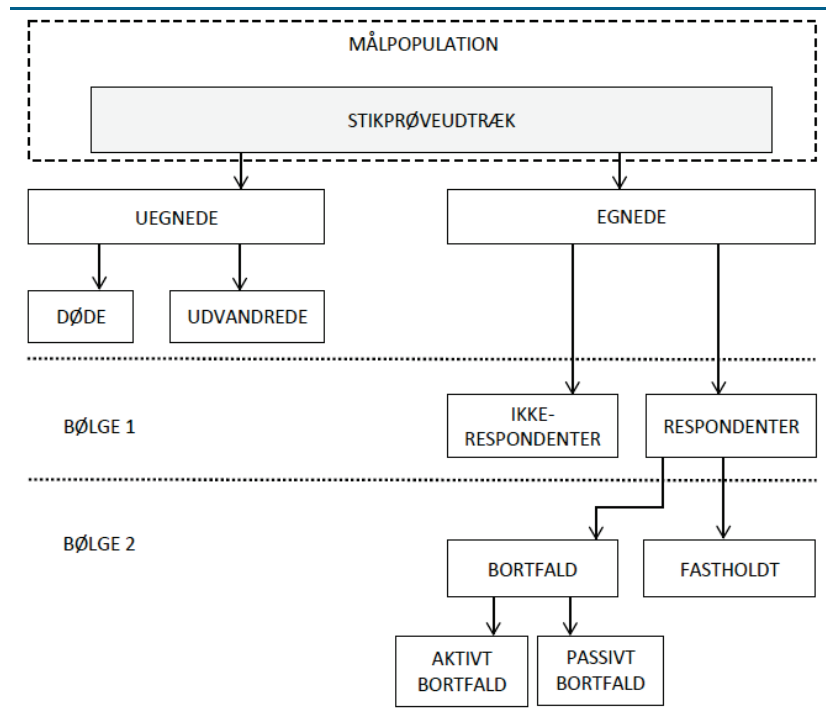 MÅLPOPULATION
STIKPRØVEUDTRÆK
UEGNEDE
EGNEDE
DØDE
UDVANDREDE
BØLGE 1
IKKE-
RESPONDENTER
RESPONDENTER
BØLGE 2
BORTFALD
FASTHOLDT
AKTIVT
BORTFALD
PASSIVT
BORTFALD